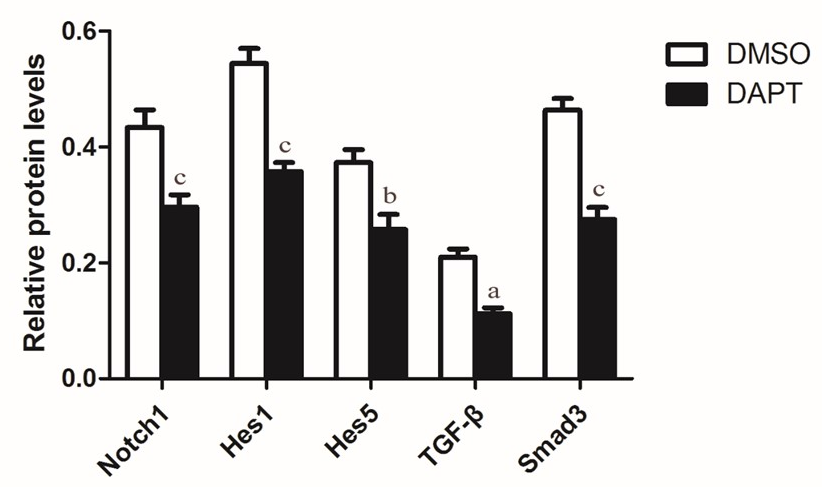 Relative protein levels
0.6
0.4
0.2
0.0
c
c
b
a
c
Notch1
Hes1
Hes5
TGF-β
Smad3
DMSO
DAPT